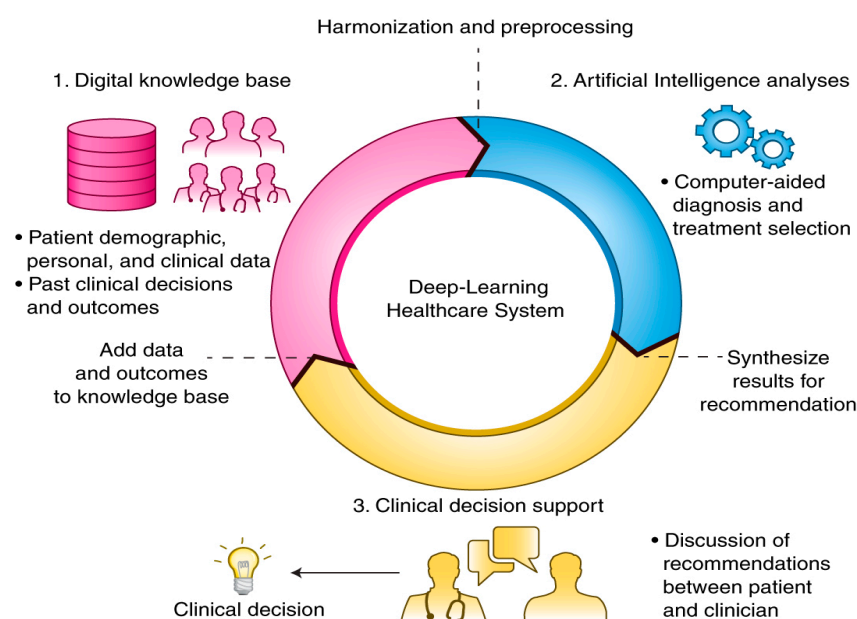 Harmonization and preprocessing
1. Digital knowledge base
2. Artificial Intelligence analyses
• Computer-aided
diagnosis and
treatment selection
• Patient demographic,
personal, and clinical data
• Past clinical decisions
and outcomes
Deep-Learning
Healthcare System
Add data
and outcomes
to knowledge base
Synthesize
results for
recommendation
3. Clinical decision support
• Discussion of
recommendations
between patient
and clinician
Clinical decision